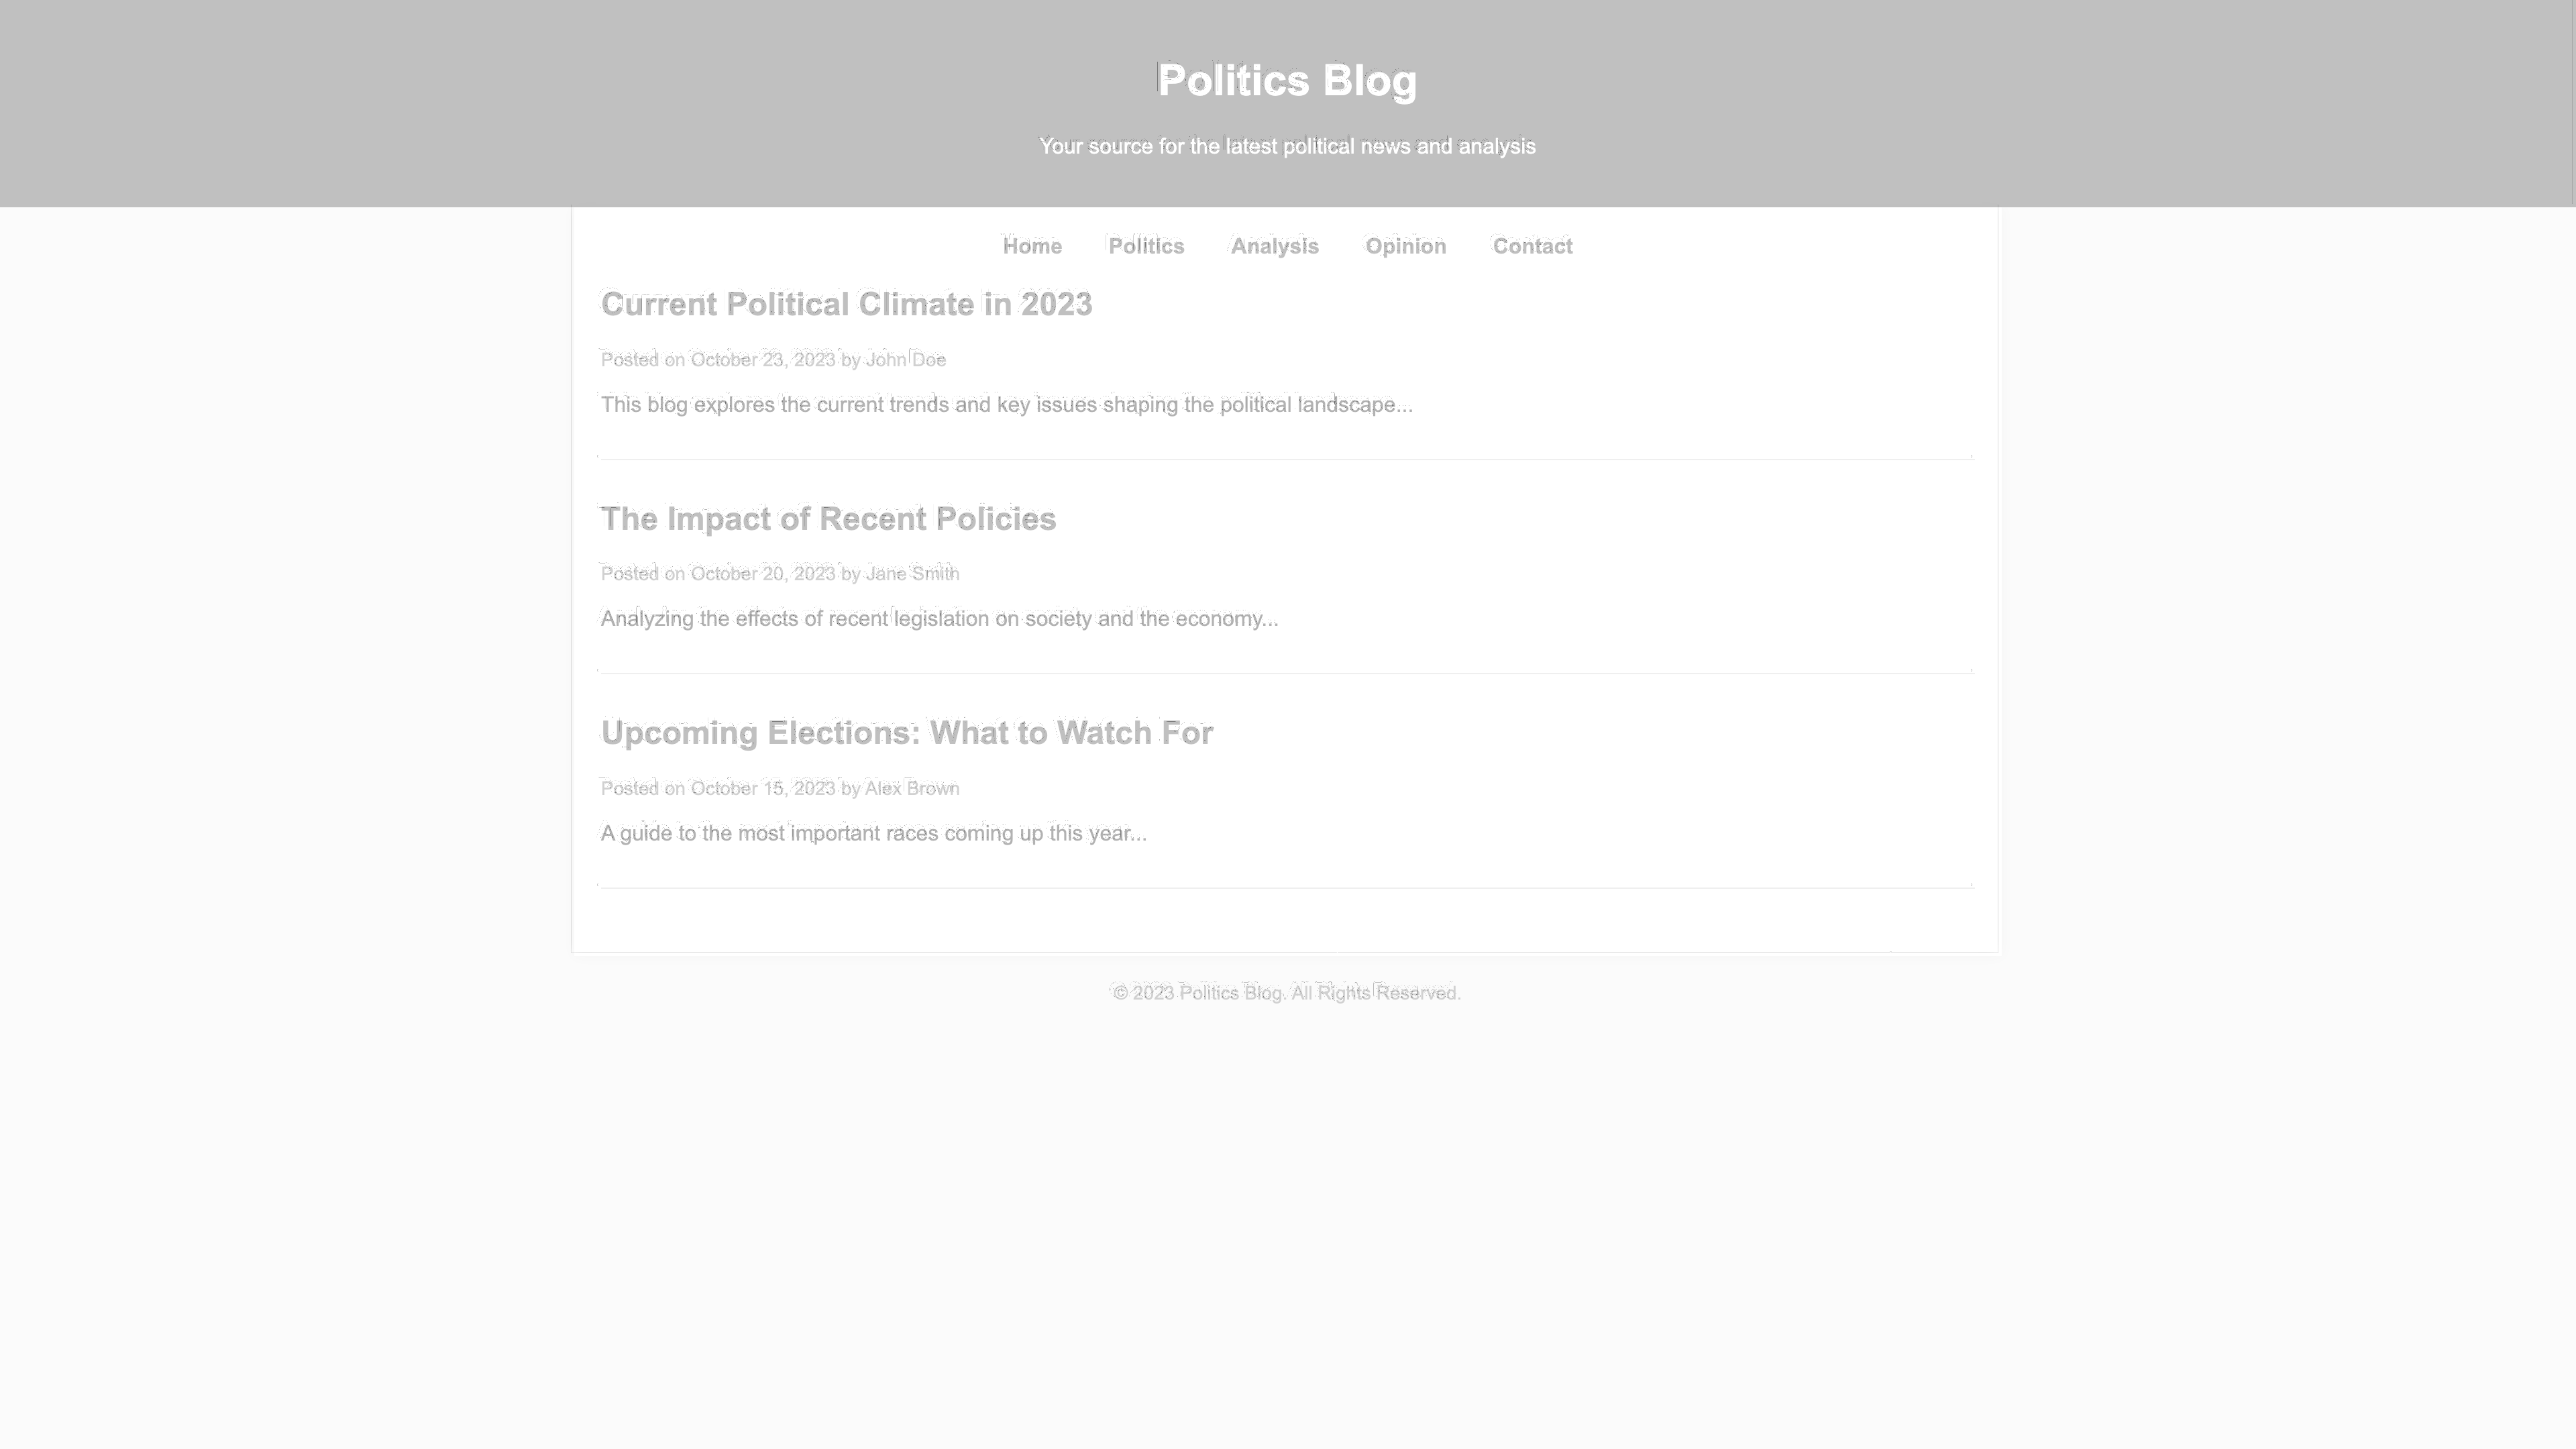 Politics Blog
Your source for the latest political news and analysis
Home Politics Analysis Opinion Contact
Current Political Climate in 2023
Posted on October 23, 2023 by John Doe
This blog explores the current trends and key issues shaping the political landscape...
The Impact of Recent Policies
Posted on October 20, 2023 by Jane Smith
Analyzing the effects of recent legislation on society and the economy...
Upcoming Elections: What to Watch For
Posted on October 15, 2023 by Alex Brown
A guide to the most important races coming up this year...
© 2023 Politics Blog. All Rights Reserved.